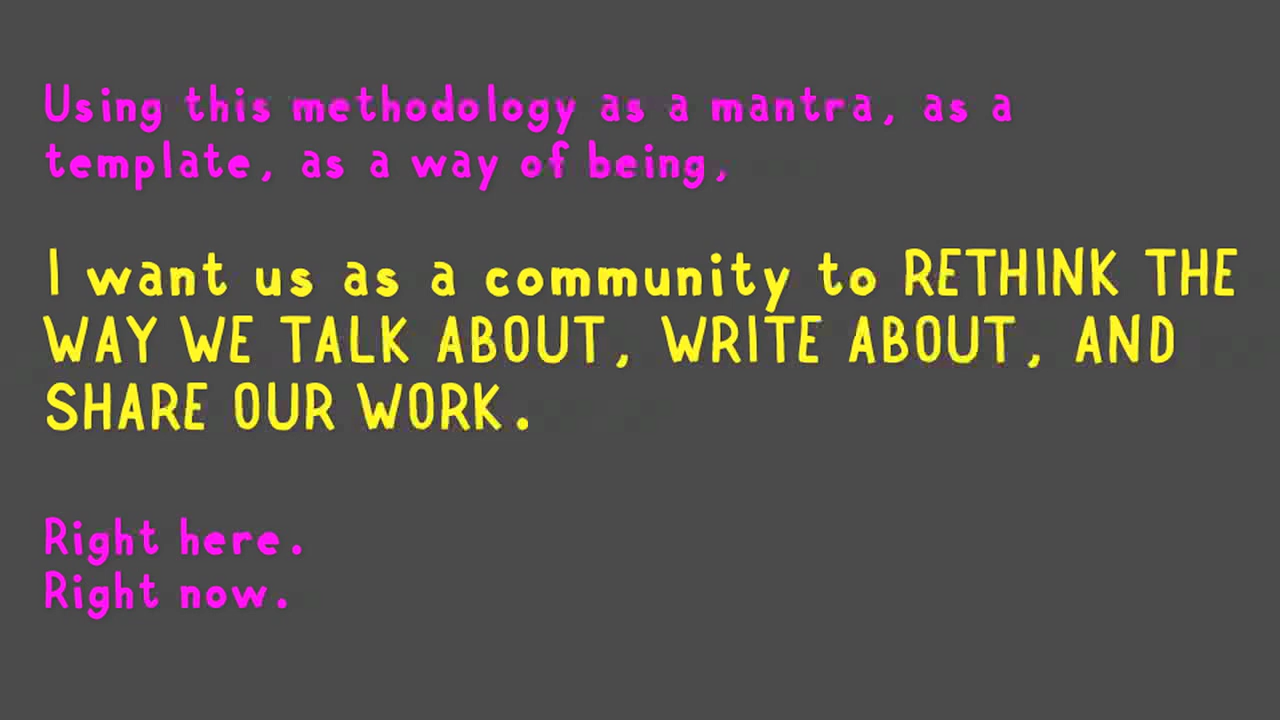 Using this methodology as a mantra, as a
template, as a way of being,
I want us as a community to RETHINK THE
WAY WE TALK ABOUT, WRITE ABOUT, AND
SHARE OUR WORK.
Right here.
Right now.